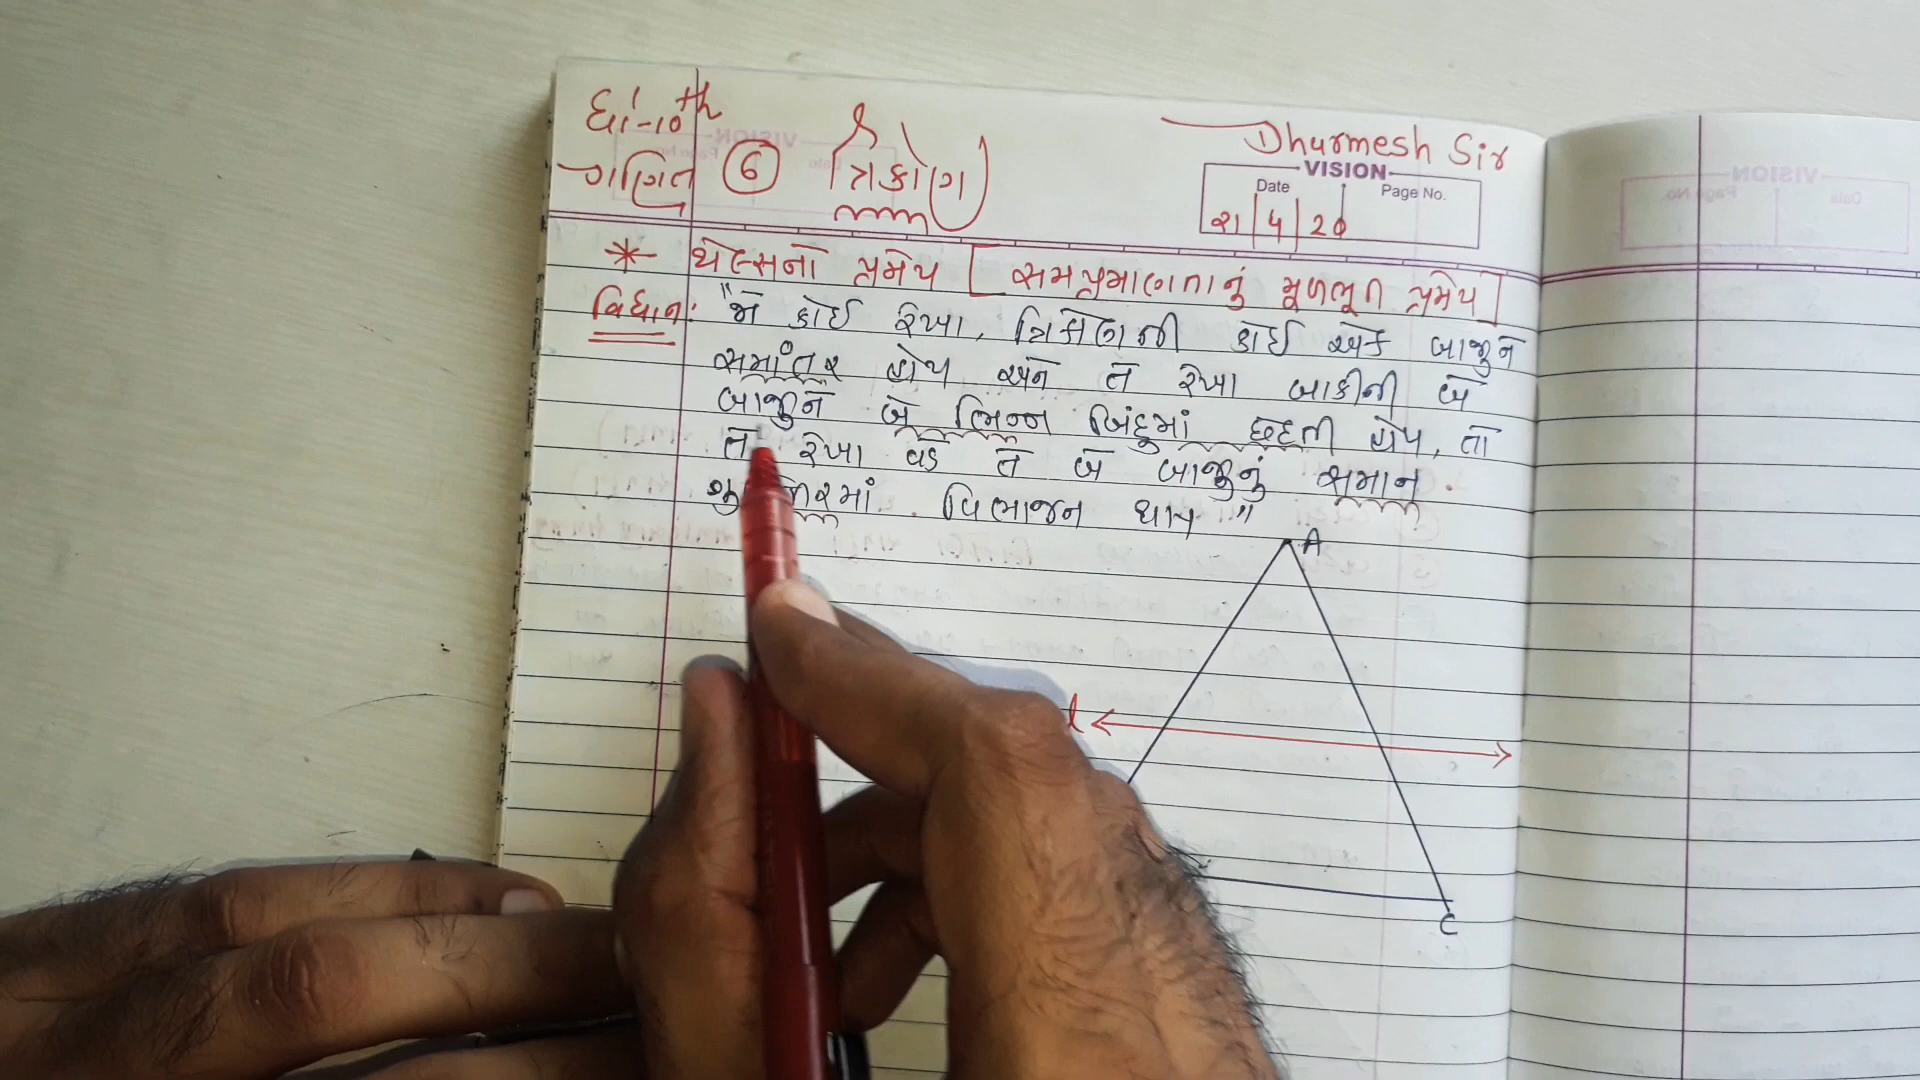 ધો-10th
ગણિત
6 ત્રિકોણ
Dharmesh Sir
VISION
Date Page No.
21 4 20
* થેલ્સનો પ્રમેય [સમપ્રમાણતાનું મૂળભૂત પ્રમેય]
વિધાન: "જો કોઈ રેખા, ત્રિકોણની કોઈ એક બાજુને
સમાંતર હોય અને તે રેખા બાકીની બે
બાજુને બે ભિન્ન બિંદુમાં છેદતી હોય, તો
તે રેખા વડે તે બે બાજુનું સમાન
વિભાજન થાય"
A
l
C